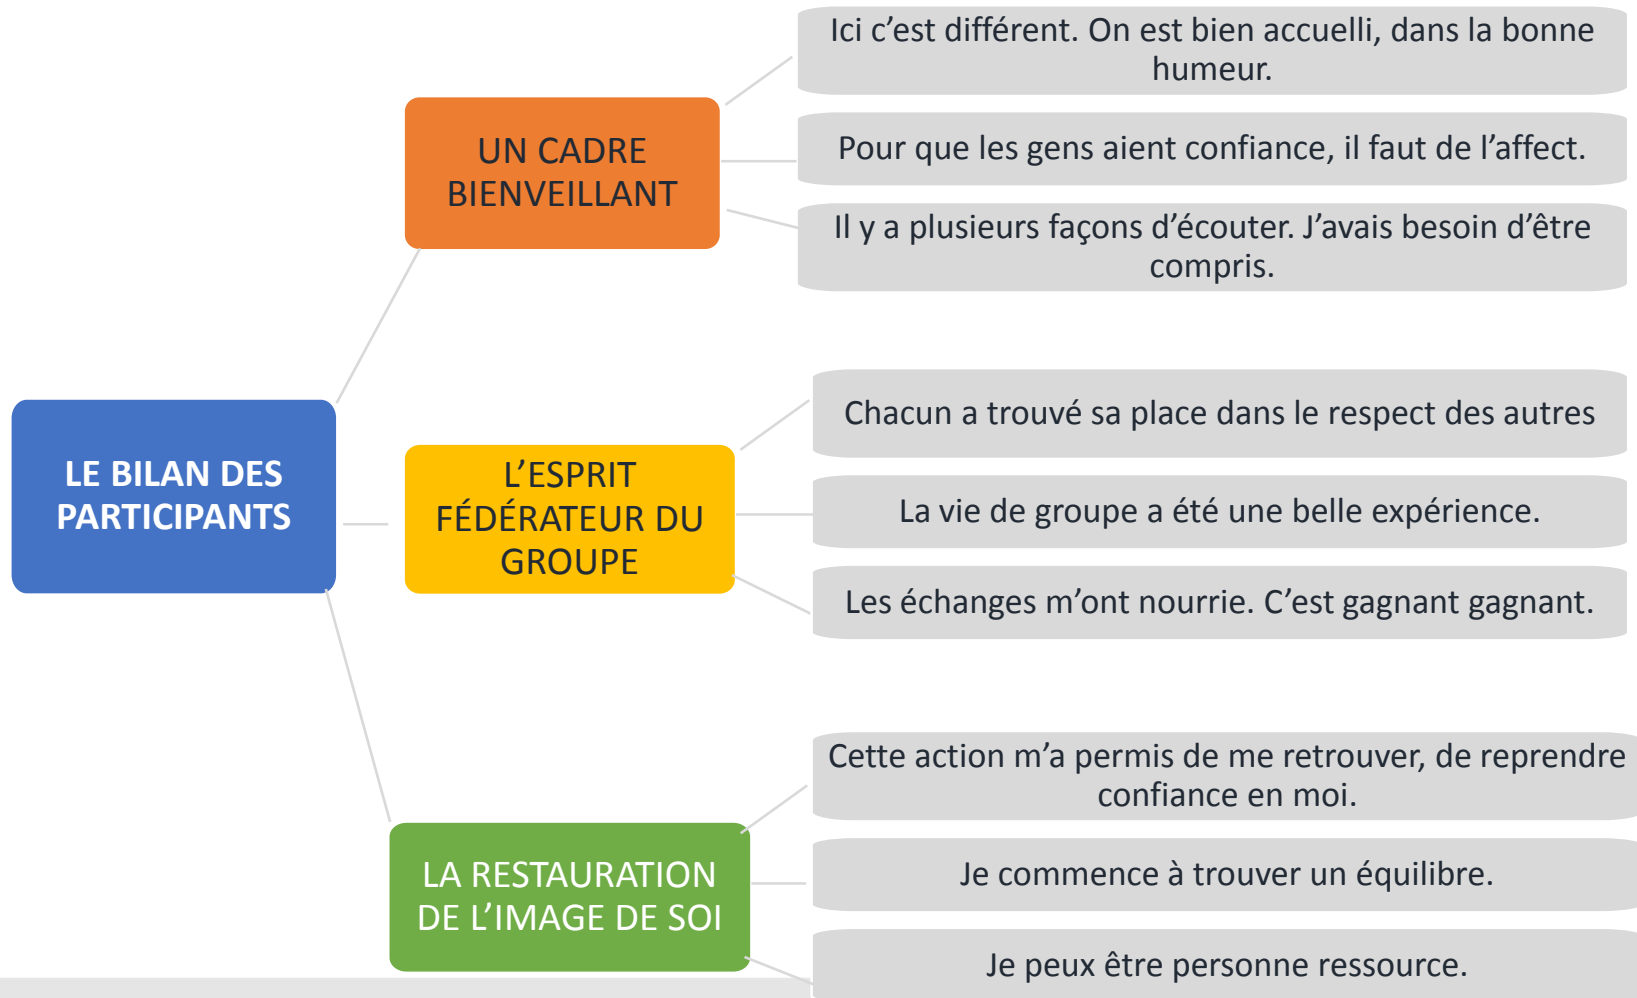 LE BILAN DES
PARTICIPANTS
UN CADRE
BIENVEILLANT
Ici c’est différent. On est bien accuelli, dans la bonne
humeur.
Pour que les gens aient confiance, il faut de l’affect.
Il y a plusieurs façons d’écouter. J’avais besoin d’être
compris.
L’ESPRIT
FÉDÉRATEUR DU
GROUPE
Chacun a trouvé sa place dans le respect des autres
La vie de groupe a été une belle expérience.
Les échanges m’ont nourrie. C’est gagnant gagnant.
LA RESTAURATION
DE L’IMAGE DE SOI
Cette action m’a permis de me retrouver, de reprendre
confiance en moi.
Je commence à trouver un équilibre.
Je peux être personne ressource.